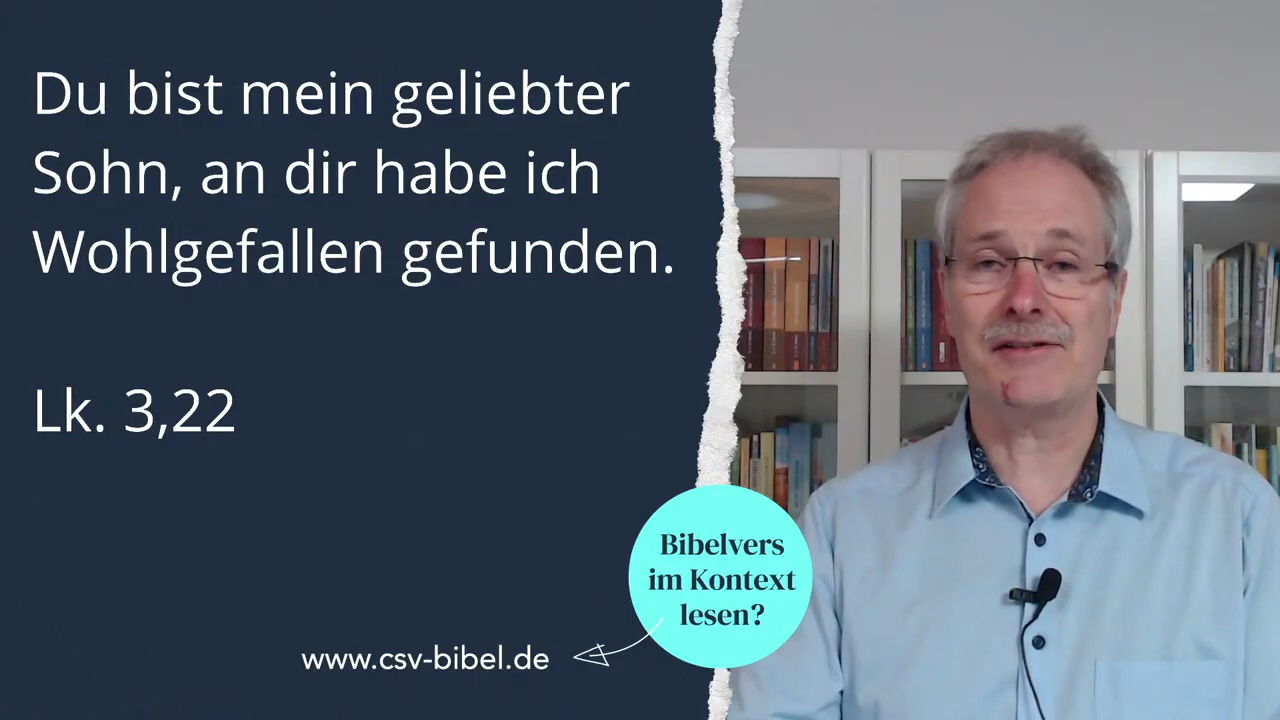 Du bist mein geliebter
Sohn, an dir habe ich
Wohlgefallen gefunden.
Lk. 3,22
Bibelvers
im Kontext
lesen?
www.csv-bibel.de